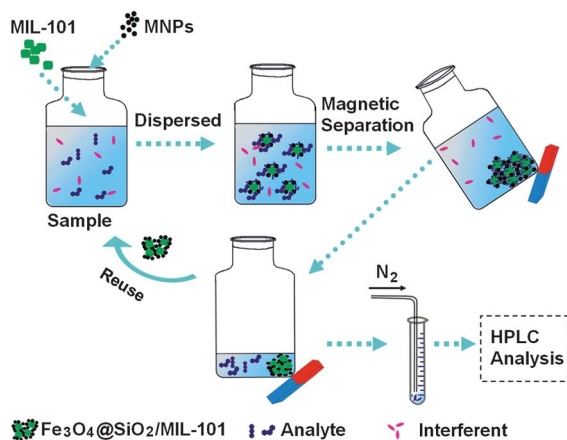 MIL-101
MNPs
Dispersed
Magnetic
Separation
Sample
Reuse
N₂
HPLC
Analysis
Fe₃O₄@SiO₂/MIL-101 Analyte Interferent